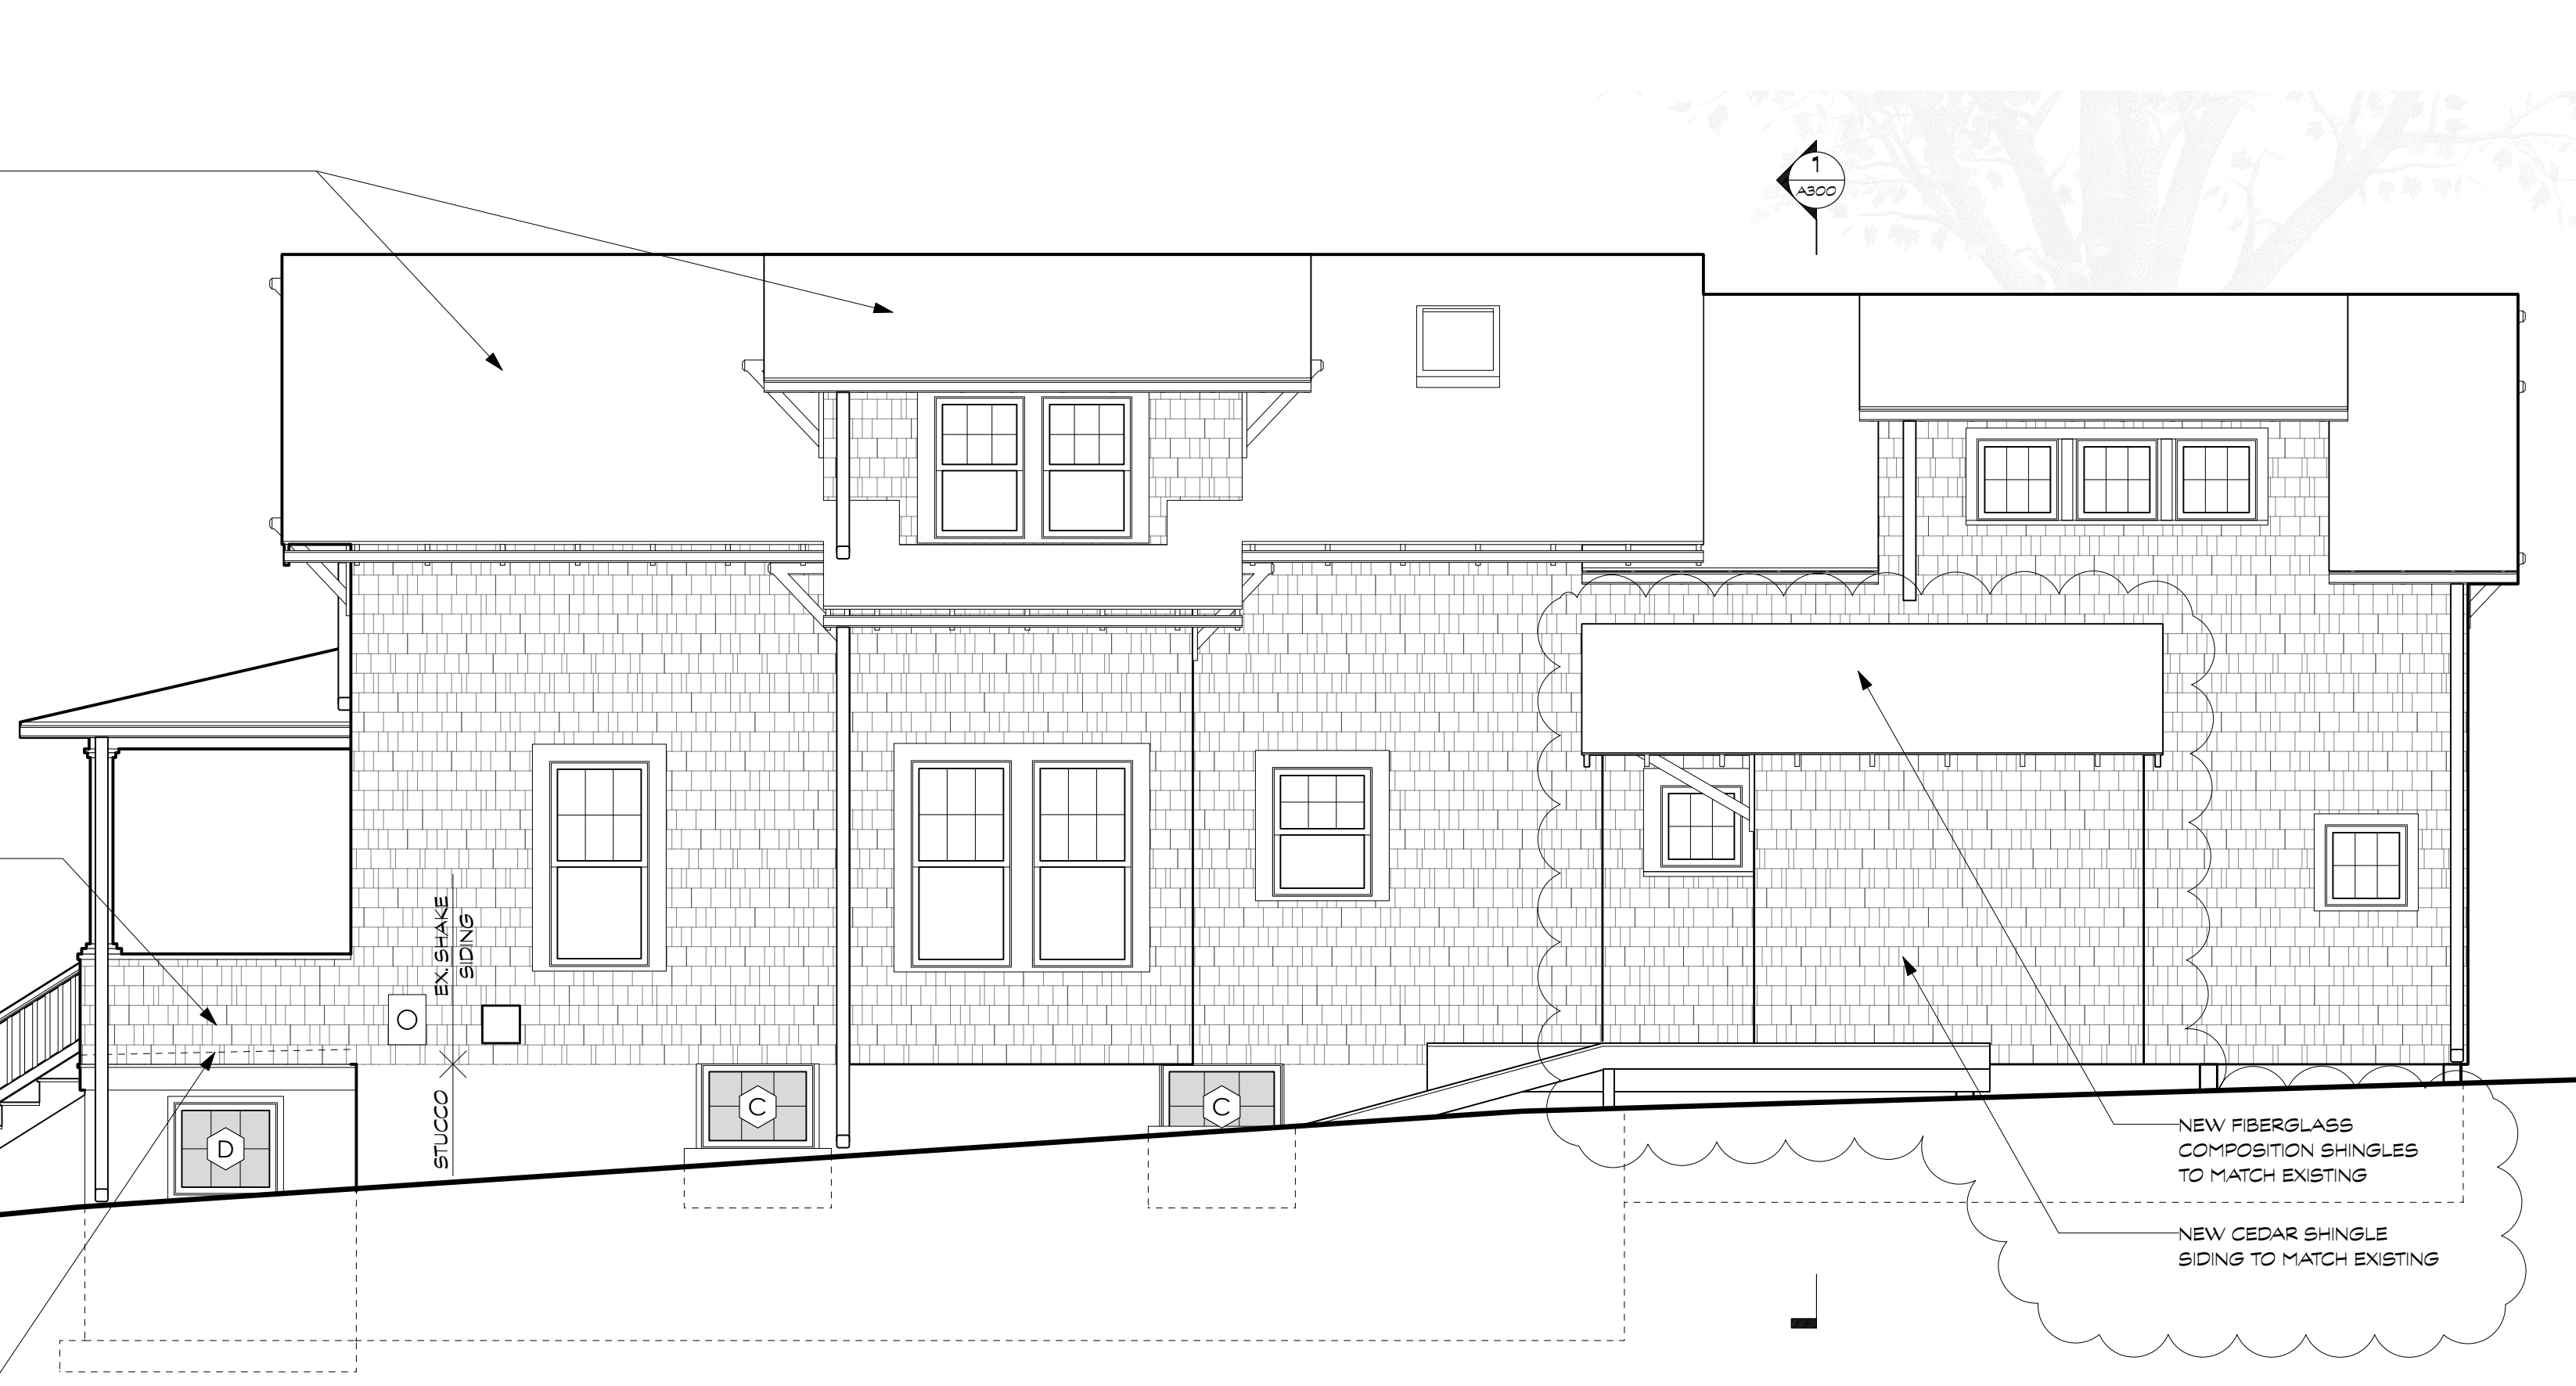 1
A300
EX. SHAKE
SIDING
STUCCO
D
C
C
NEW FIBERGLASS
COMPOSITION SHINGLES
TO MATCH EXISTING
NEW CEDAR SHINGLE
SIDING TO MATCH EXISTING